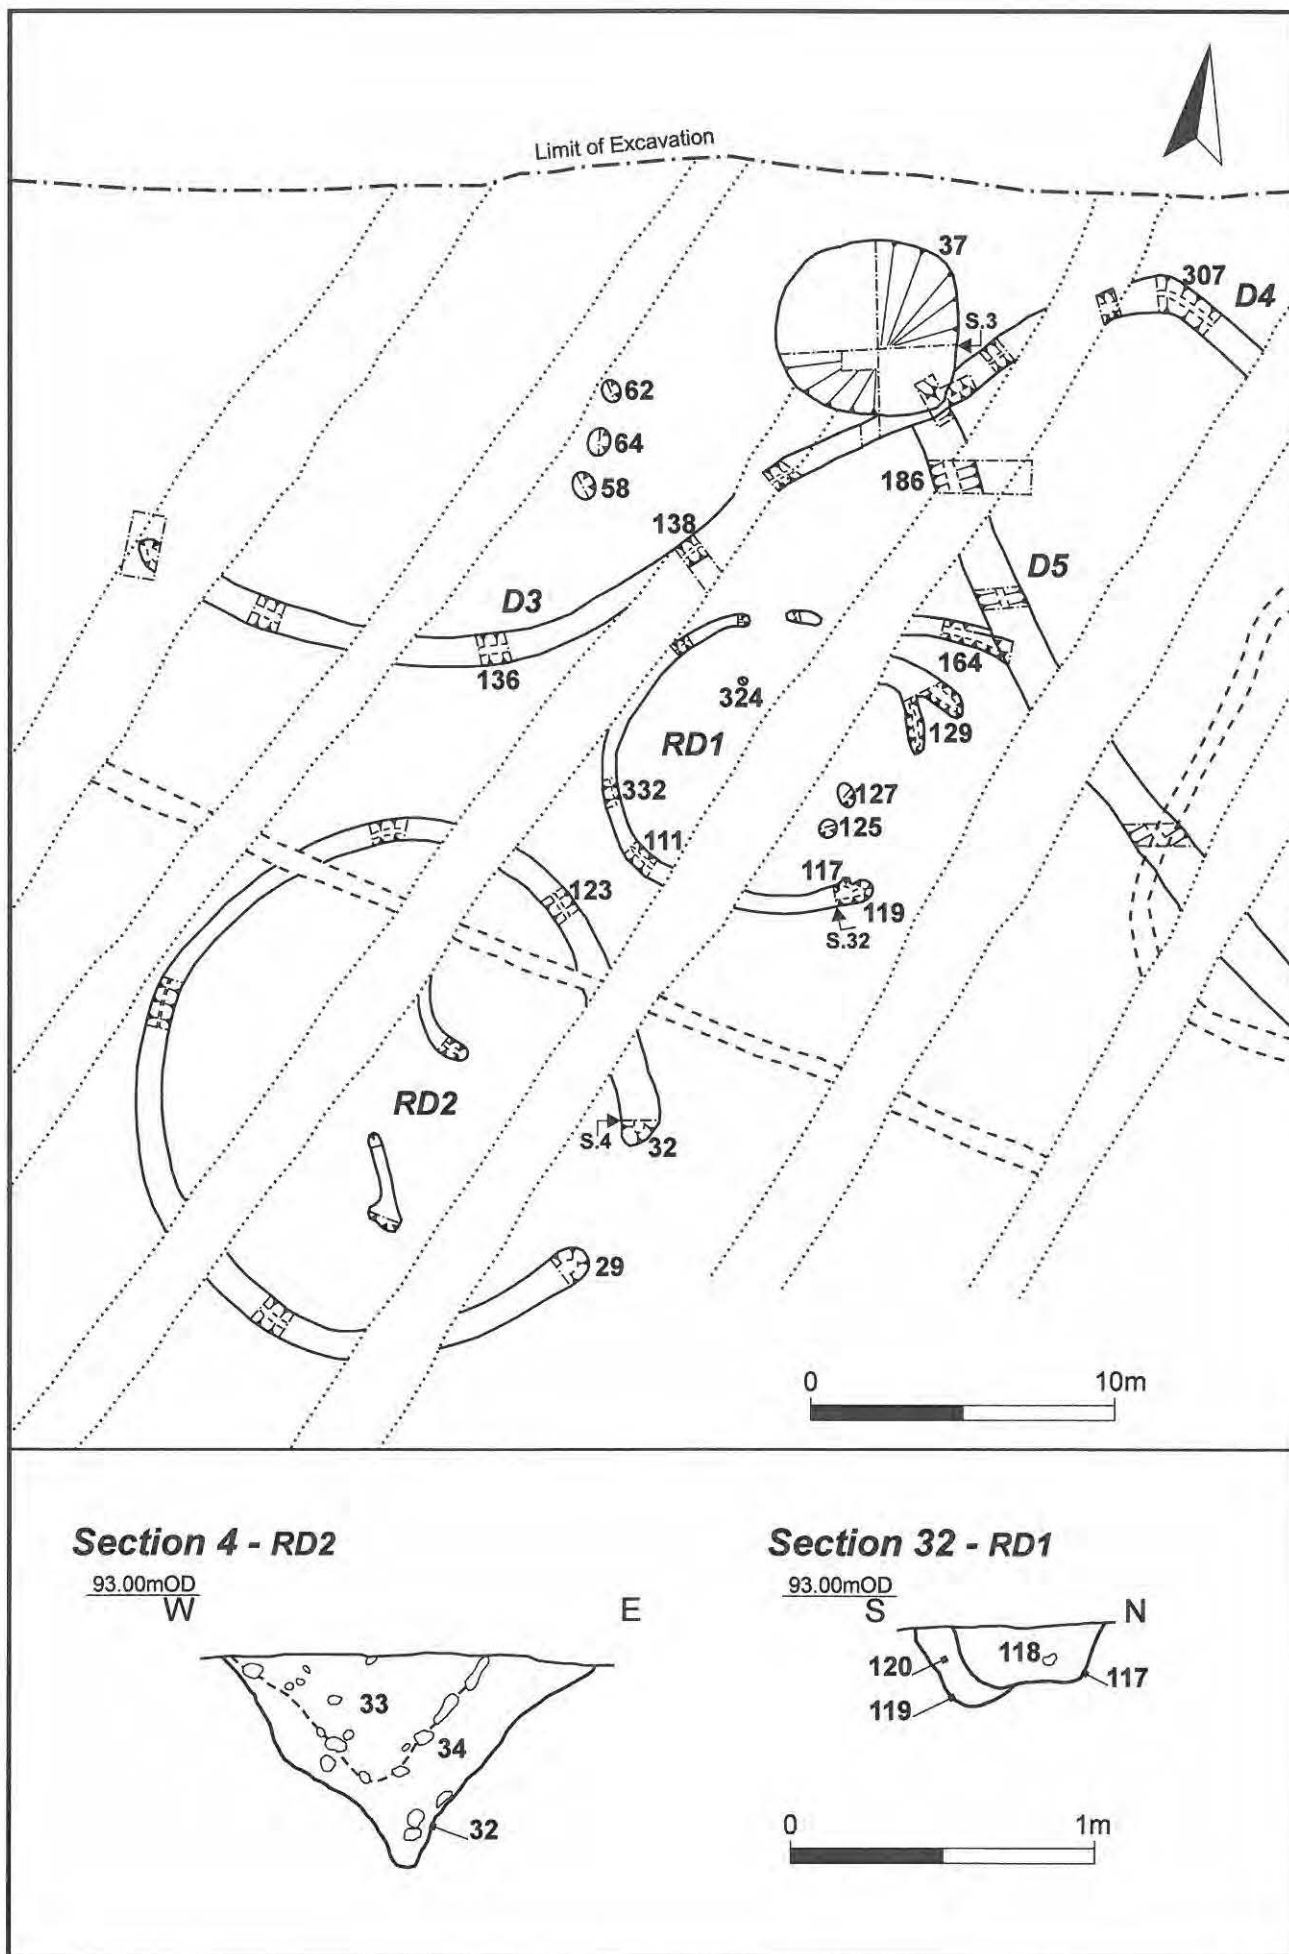 Limit of Excavation
37
307
D4
S.3
62
64
58
186
138
D5
D3
136
164
324
129
RD1
332
127
125
111
117
123
119
S.32
RD2
S.4
32
29
0 10m
Section 4 - RD2
93.00mOD
W E
33
34
32
Section 32 - RD1
93.00mOD
S N
118
120
117
119
0 1m